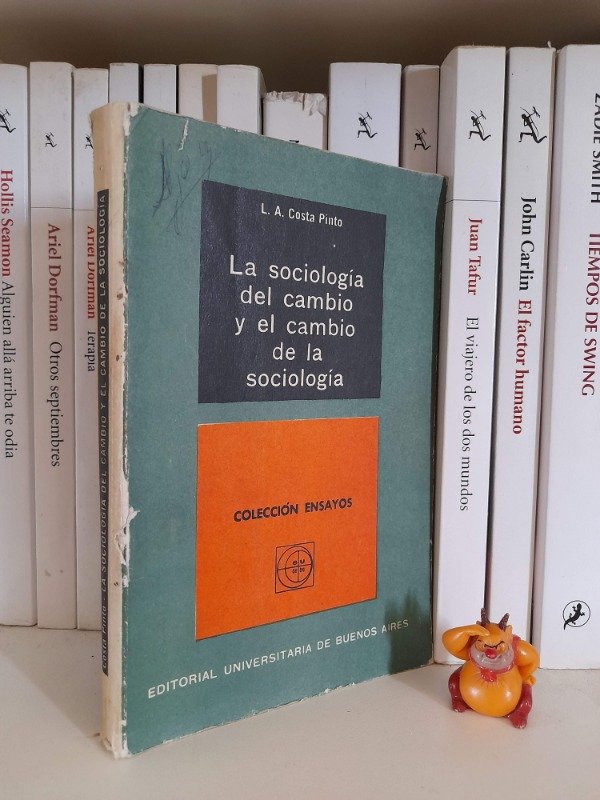 Hollis Seamon Alguien allá arriba te odia
Ariel Dorfman Otros septiembres
Ariel Dorfman Terapia
Costa Pinto - LA SOCIOLOGÍA DEL CAMBIO Y EL CAMBIO DE LA SOCIOLOGÍA
L. A. Costa Pinto
La sociología
del cambio
y el cambio
de la
sociología
COLECCIÓN ENSAYOS
EDITORIAL UNIVERSITARIA DE BUENOS AIRES
Juan Tafur El viajero de los dos mundos
John Carlin El factor humano
ZADIE SMITH TIEMPOS DE SWING